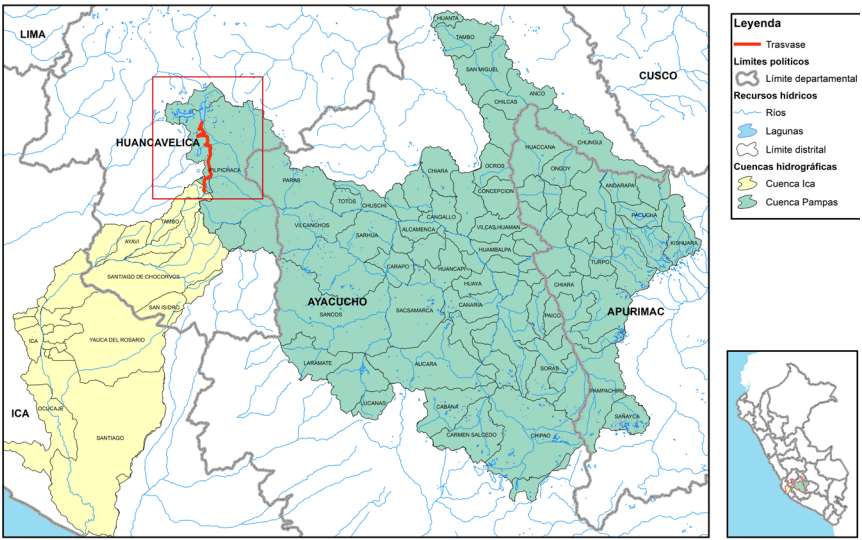 LIMA
CUSCO
HUANCAVELICA
AYACUCHO
APURIMAC
ICA
HUANTA
TAMBO
SAN MIGUEL
ANCO
CHILCAS
CHUNGUI
HUACCANA
ONGOY
OCROS
CHIARA
CONCEPCION
ANDARAPA
PACUCHA
KISHUARA
PILPICHACA
PARAS
TOTOS
CHUSCHI
VILCANCHOS
SARHUA
CANGALLO
ALCAMENCA
VILCAS HUAMAN
HUAMBALPA
TURPO
TAMBO
AYAVI
SANTIAGO DE CHOCORVOS
CARAPO
HUANCAPI
HUAYA
CHIARA
SAN ISIDRO
SANCOS
SACSAMARCA
CANARIA
PAICO
ICA
YAUCA DEL ROSARIO
LARAMATE
AUCARA
SORAS
PAMPACHIRI
LUCANAS
CABANA
SAÑAYCA
OCUCAJE
SANTIAGO
CARMEN SALCEDO
CHIPAO
Leyenda
Trasvase
Límites políticos
Límite departamental
Recursos hídricos
Ríos
Lagunas
Límite distrital
Cuencas hidrográficas
Cuenca Ica
Cuenca Pampas